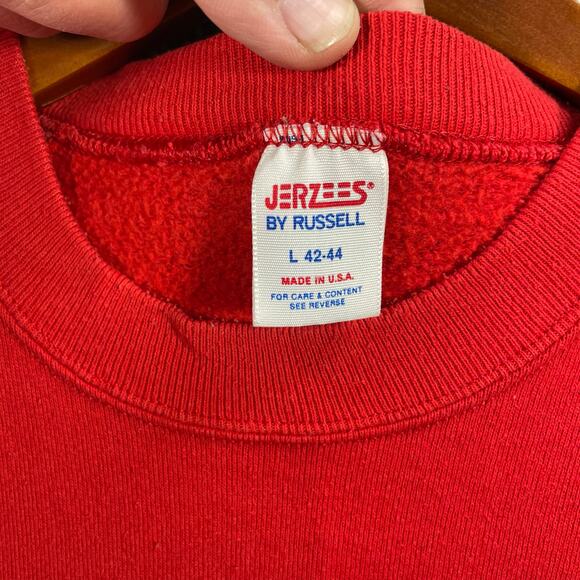 JERZEES®
BY RUSSELL
L 42-44
MADE IN U.S.A.
FOR CARE & CONTENT
SEE REVERSE